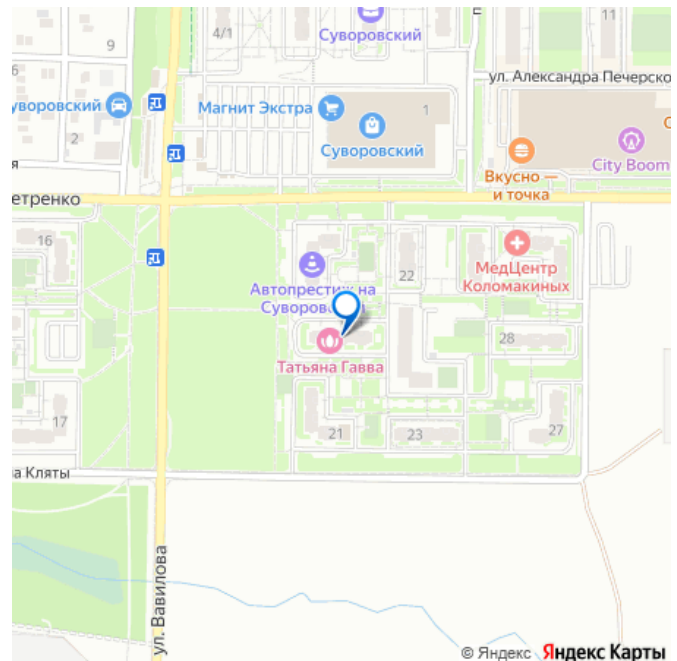 Суворовский
4/1
9
11
6
ул. Александра Печерско
уворовский
Магнит Экстра
1
2
Суворовский
City Boom
Вкусно —
и точка
я
етренко
16
22
МедЦентр
Коломакиных
Автопрестиж на
Суворовс
28
Татьяна Гавва
17
21
23
27
а Кляты
ул. Вавилова
© Яндекс Яндекс Карты